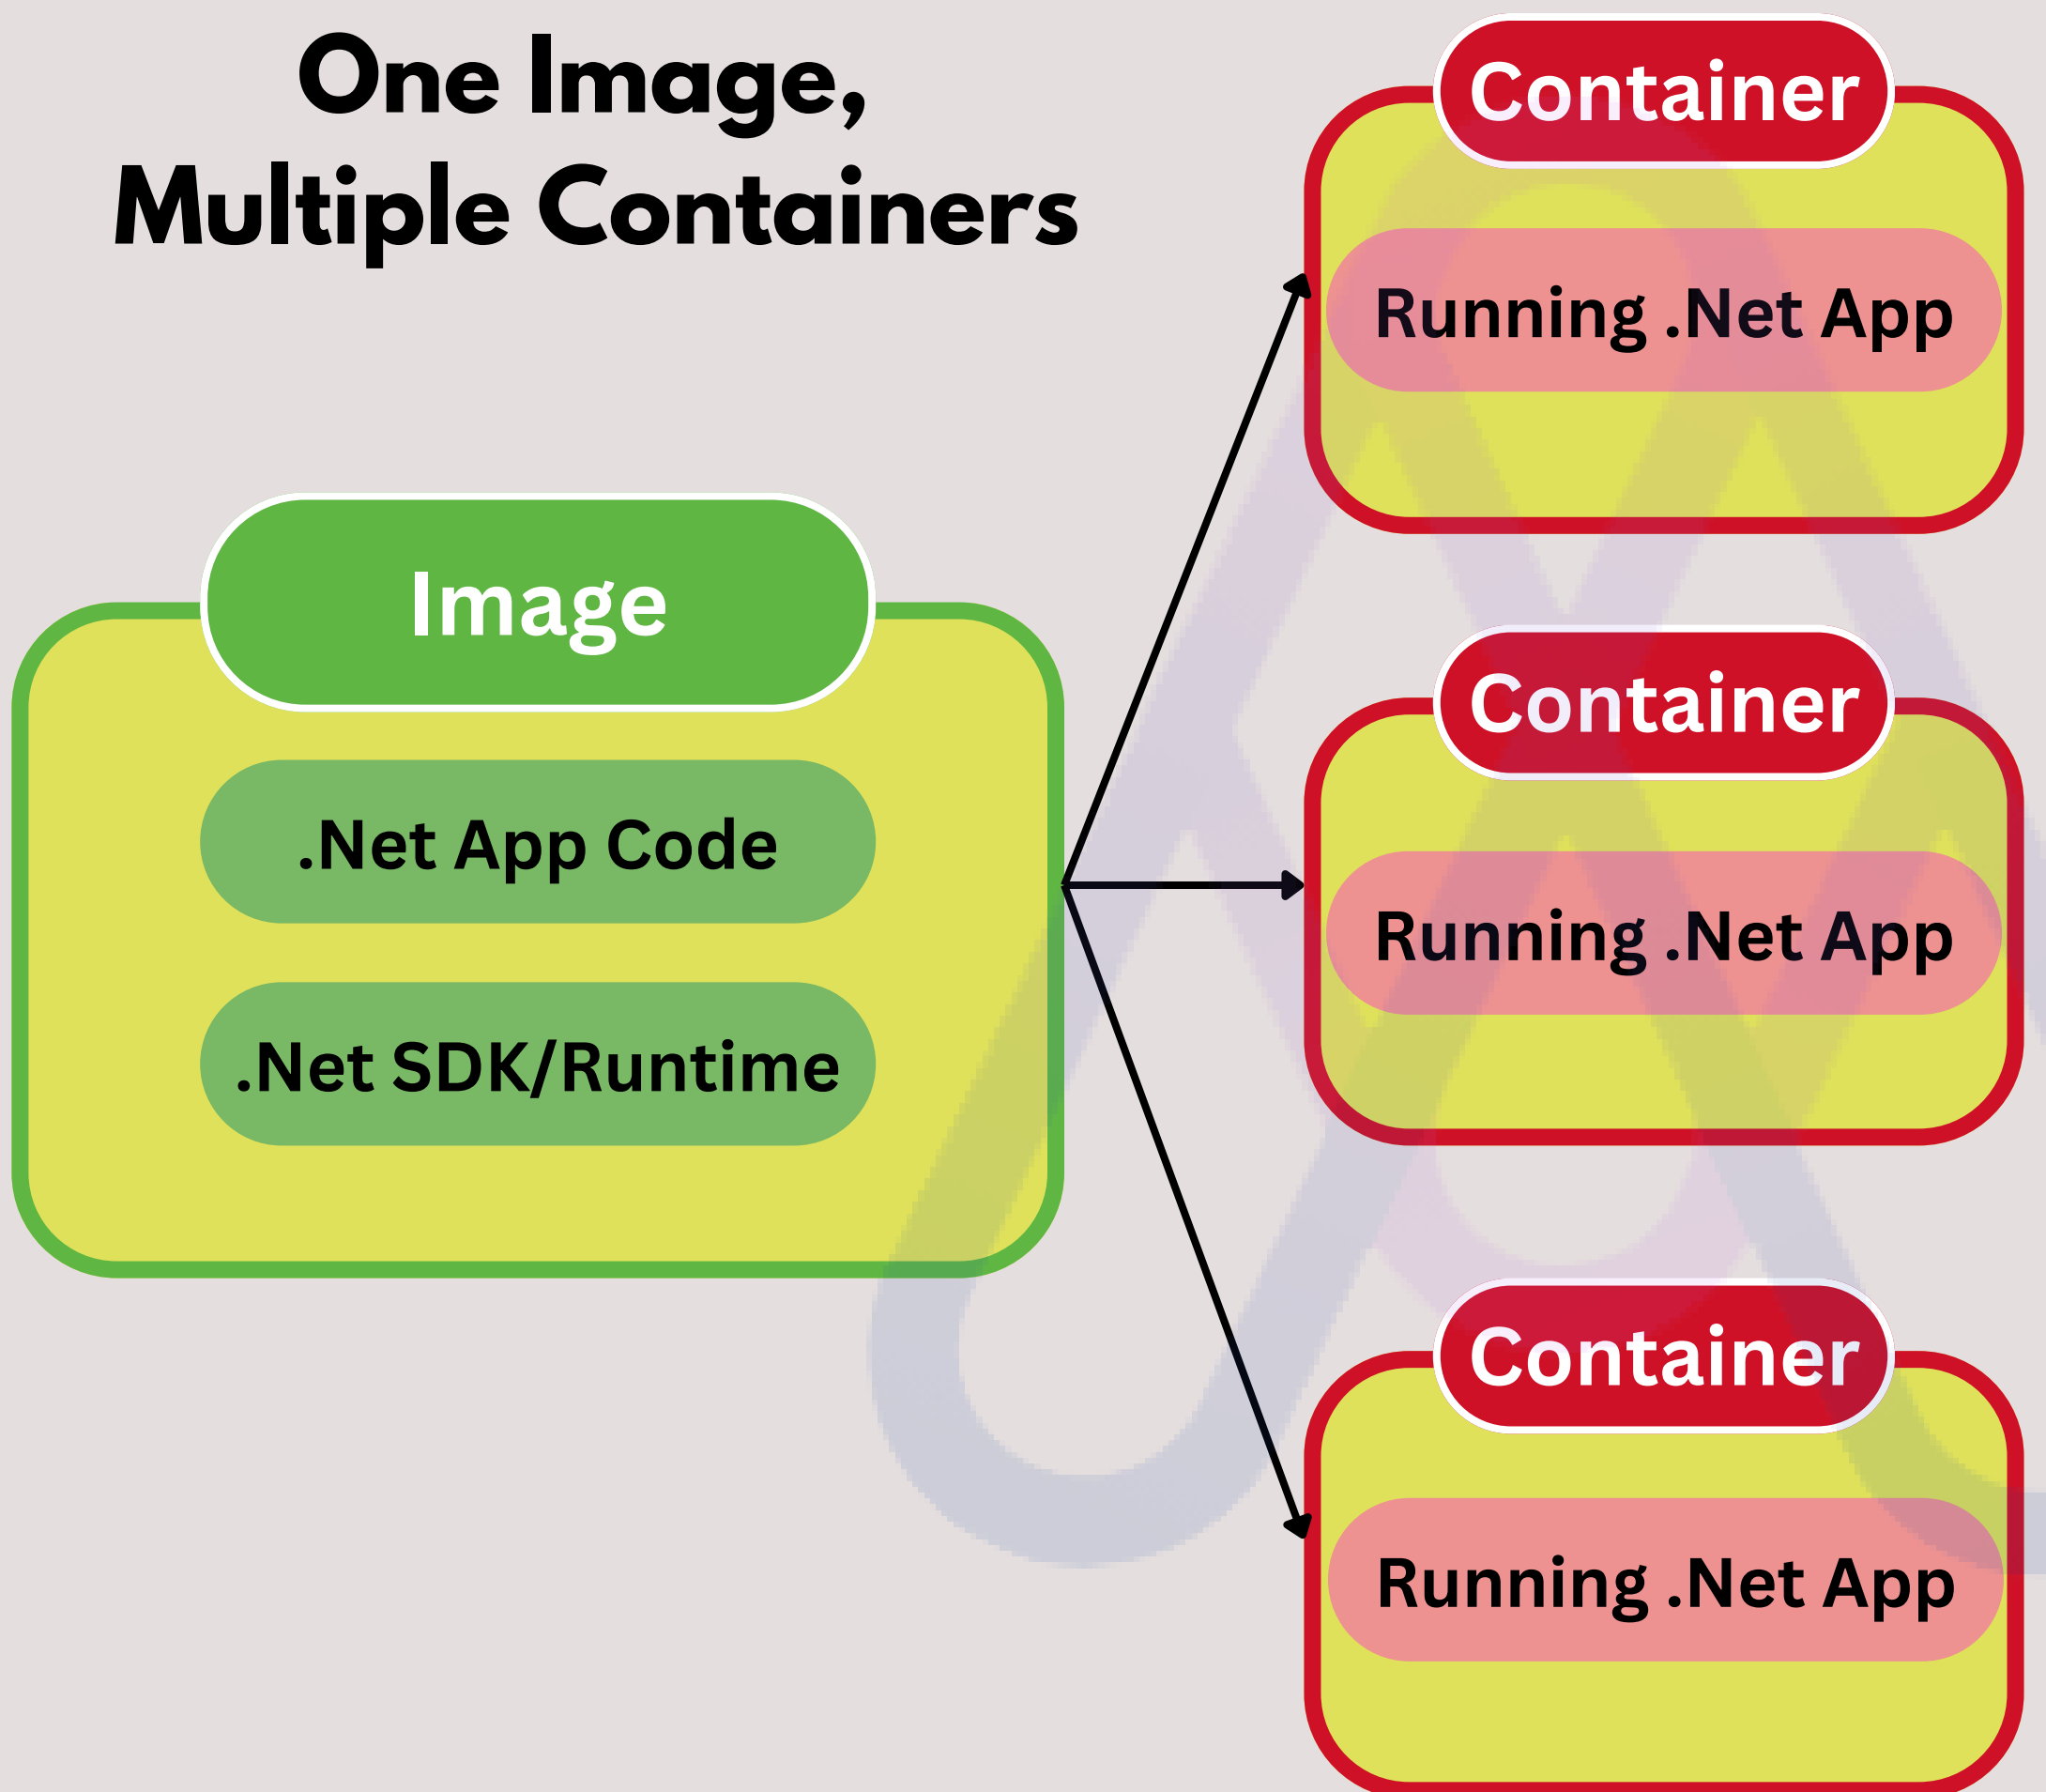 One Image,
Multiple Containers
Image
.Net App Code
.Net SDK/Runtime
Container
Running .Net App
Container
Running .Net App
Container
Running .Net App